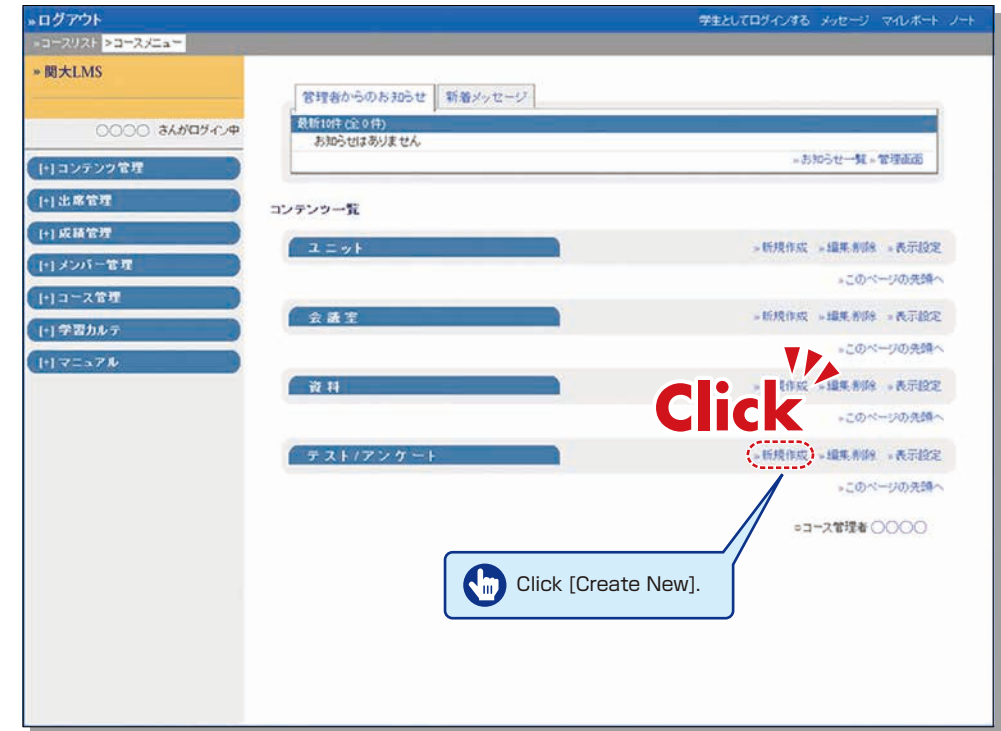 »ログアウト 学生としてログインする メッセージ マイレポート ノート
»コースリスト >コースメニュー
»関大LMS
○○○○ さんがログイン中
[+]コンテンツ管理
[+]出席管理
[+]成績管理
[+]メンバー管理
[+]コース管理
[+]学習カルテ
[+]マニュアル
管理者からのお知らせ 新着メッセージ
最新10件(全0件)
お知らせはありません
»お知らせ一覧 »管理画面
コンテンツ一覧
ユニット »新規作成 »編集,削除 »表示設定
»このページの先頭へ
会議室 »新規作成 »編集,削除 »表示設定
»このページの先頭へ
資料 »規作成 »編集,削除 »表示設定
Click
»このページの先頭へ
テスト/アンケート »新規作成 »編集,削除 »表示設定
»このページの先頭へ
コース管理者○○○○
Click [Create New].